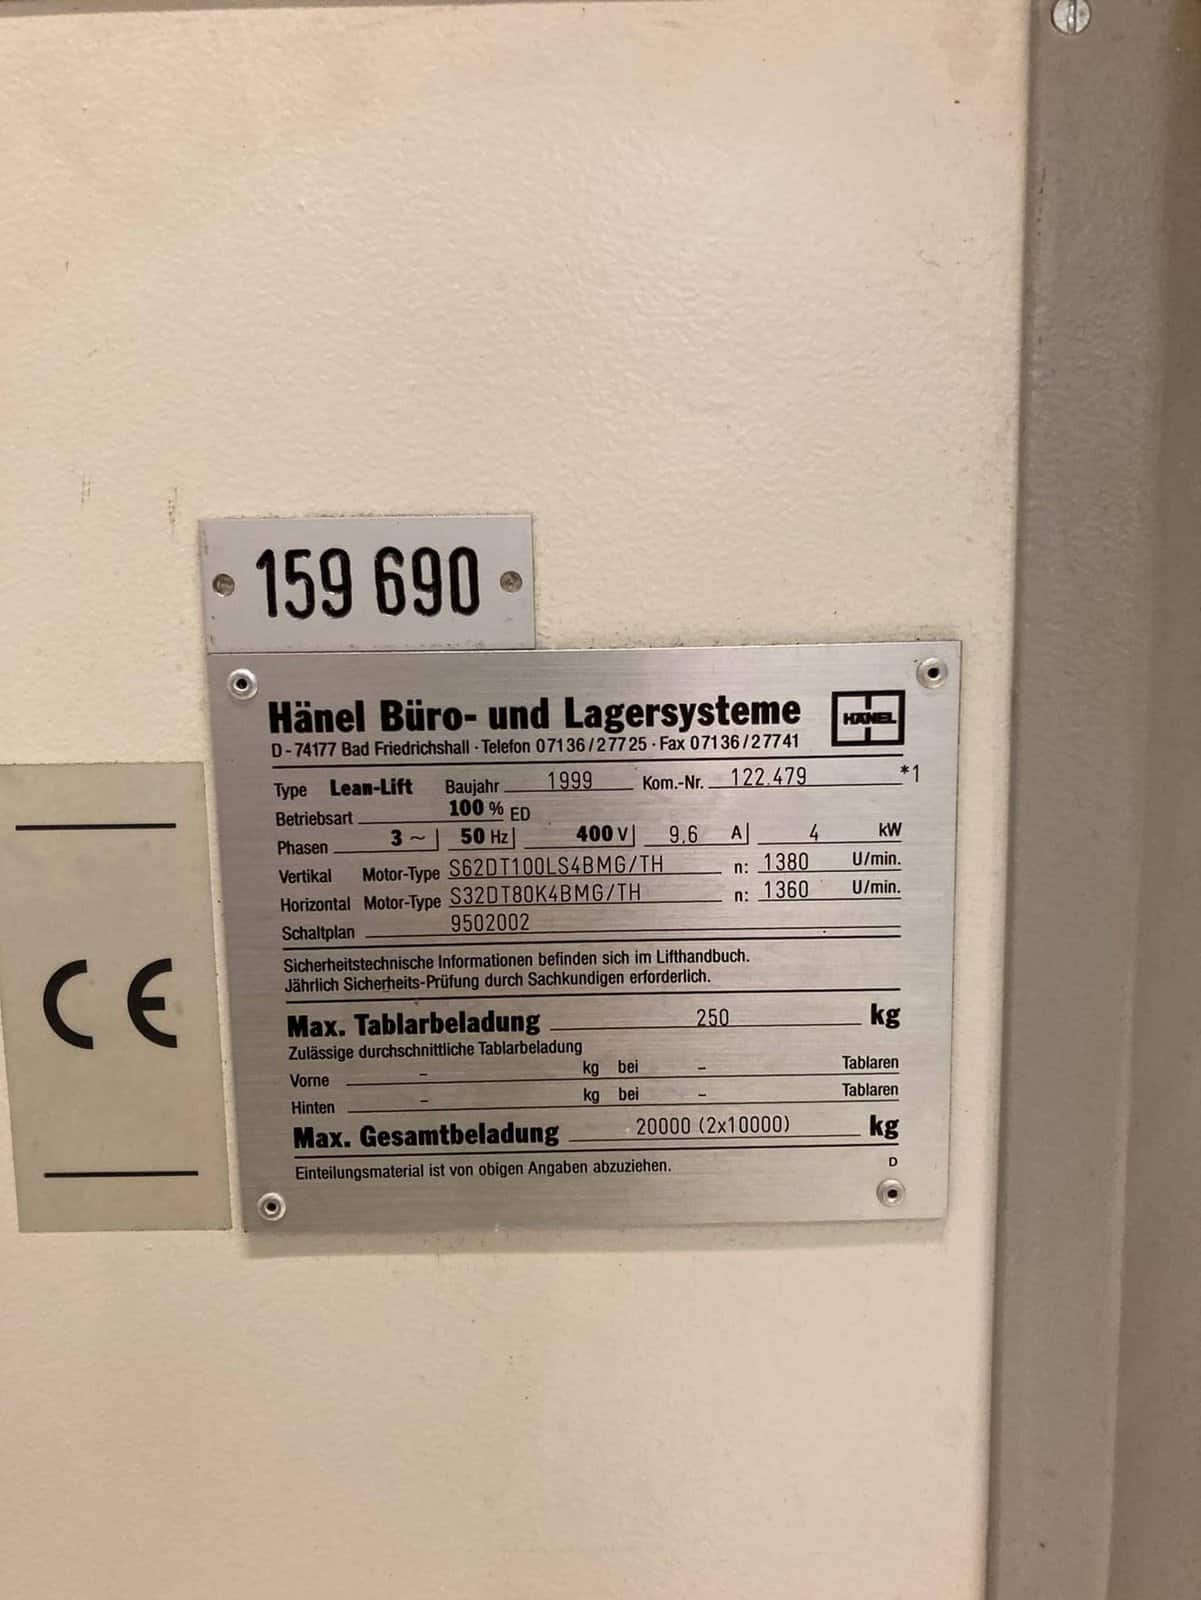 159 690
Hänel Büro- und Lagersysteme HÄNEL
D-74177 Bad Friedrichshall · Telefon 07136/27725 · Fax 07136/27741
Type Lean-Lift Baujahr 1999 Kom.-Nr. 122.479 *1
Betriebsart 100 % ED
Phasen 3 ~ 50 Hz 400 V 9,6 A 4 kW
Vertikal Motor-Type S62DT100LS4BMG/TH n: 1380 U/min.
Horizontal Motor-Type S32DT80K4BMG/TH n: 1360 U/min.
Schaltplan 9502002
Sicherheitstechnische Informationen befinden sich im Lifthandbuch.
Jährlich Sicherheits-Prüfung durch Sachkundigen erforderlich.
CE
Max. Tablarbeladung 250 kg
Zulässige durchschnittliche Tablarbeladung
Vorne - kg bei - Tablaren
Hinten - kg bei - Tablaren
Max. Gesamtbeladung 20000 (2x10000) kg
Einteilungsmaterial ist von obigen Angaben abzuziehen. D